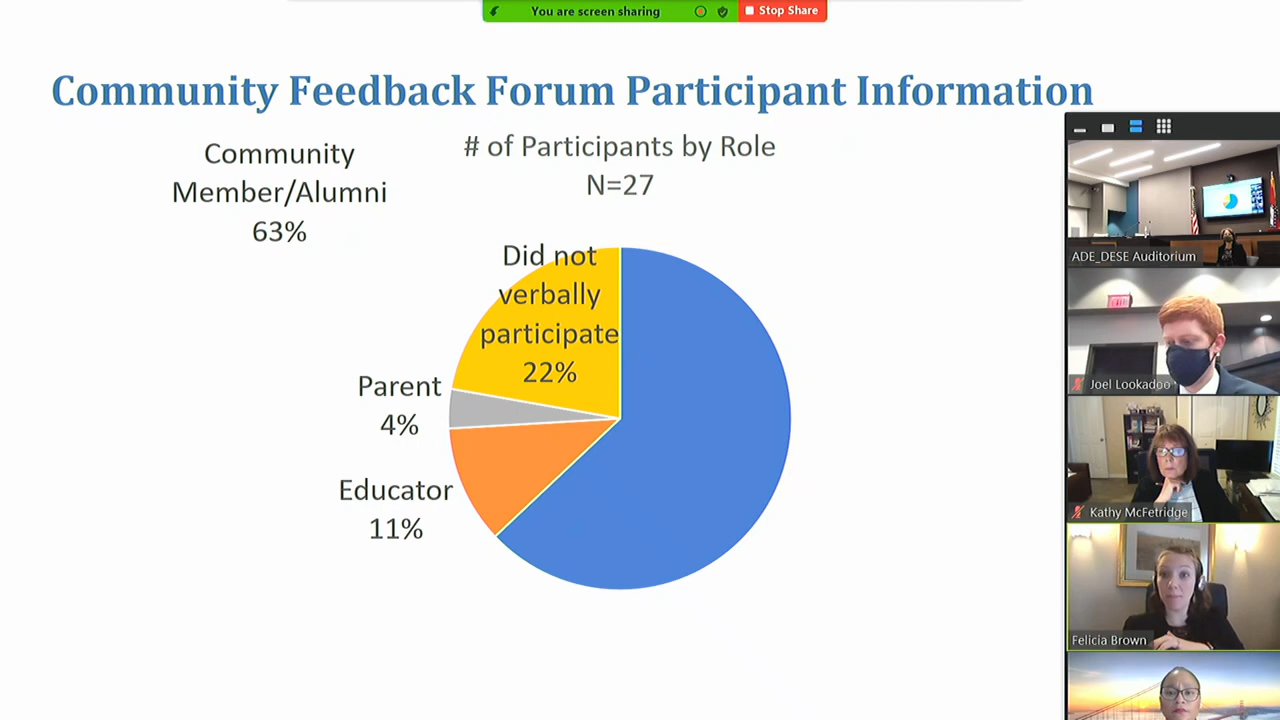 You are screen sharing
Stop Share
Community Feedback Forum Participant Information
# of Participants by Role
N=27
Community
Member/Alumni
63%
Did not
verbally
participate
22%
Parent
4%
Educator
11%
ADE_DESE Auditorium
Joel Lookadoo
Kathy McFetridge
Felicia Brown